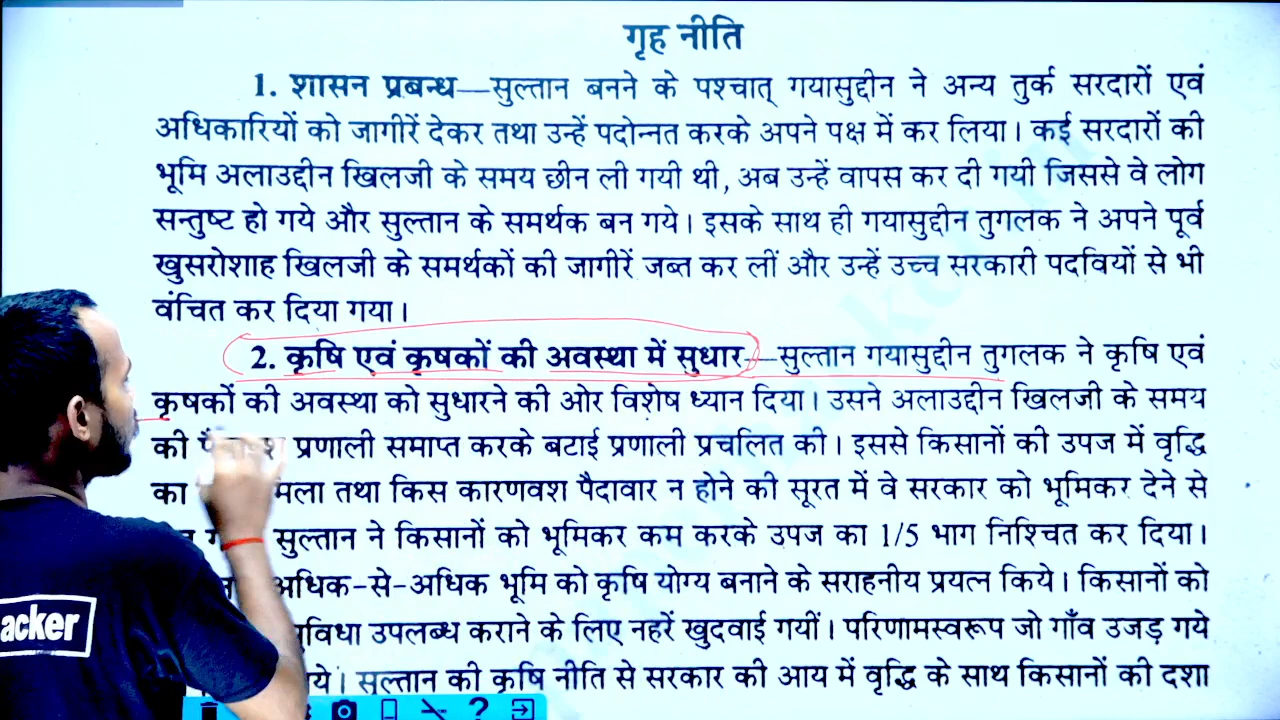 गृह नीति
1. शासन प्रबन्ध—सुल्तान बनने के पश्चात् गयासुद्दीन ने अन्य तुर्क सरदारों एवं
अधिकारियों को जागीरें देकर तथा उन्हें पदोन्नत करके अपने पक्ष में कर लिया। कई सरदारों की
भूमि अलाउद्दीन खिलजी के समय छीन ली गयी थी, अब उन्हें वापस कर दी गयी जिससे वे लोग
सन्तुष्ट हो गये और सुल्तान के समर्थक बन गये। इसके साथ ही गयासुद्दीन तुगलक ने अपने पूर्व
खुसरोशाह खिलजी के समर्थकों की जागीरें जब्त कर लीं और उन्हें उच्च सरकारी पदवियों से भी
वंचित कर दिया गया।
2. कृषि एवं कृषकों की अवस्था में सुधार—सुल्तान गयासुद्दीन तुगलक ने कृषि एवं
कृषकों की अवस्था को सुधारने की ओर विशेष ध्यान दिया। उसने अलाउद्दीन खिलजी के समय
की प्रणाली समाप्त करके बटाई प्रणाली प्रचलित की। इससे किसानों की उपज में वृद्धि
का मला तथा किस कारणवश पैदावार न होने की सूरत में वे सरकार को भूमिकर देने से
सुल्तान ने किसानों को भूमिकर कम करके उपज का 1/5 भाग निश्चित कर दिया।
अधिक-से-अधिक भूमि को कृषि योग्य बनाने के सराहनीय प्रयत्न किये। किसानों को
acker
विधा उपलब्ध कराने के लिए नहरें खुदवाई गयीं। परिणामस्वरूप जो गाँव उजड़ गये
ये। सुल्तान की कृषि नीति से सरकार की आय में वृद्धि के साथ किसानों की दशा